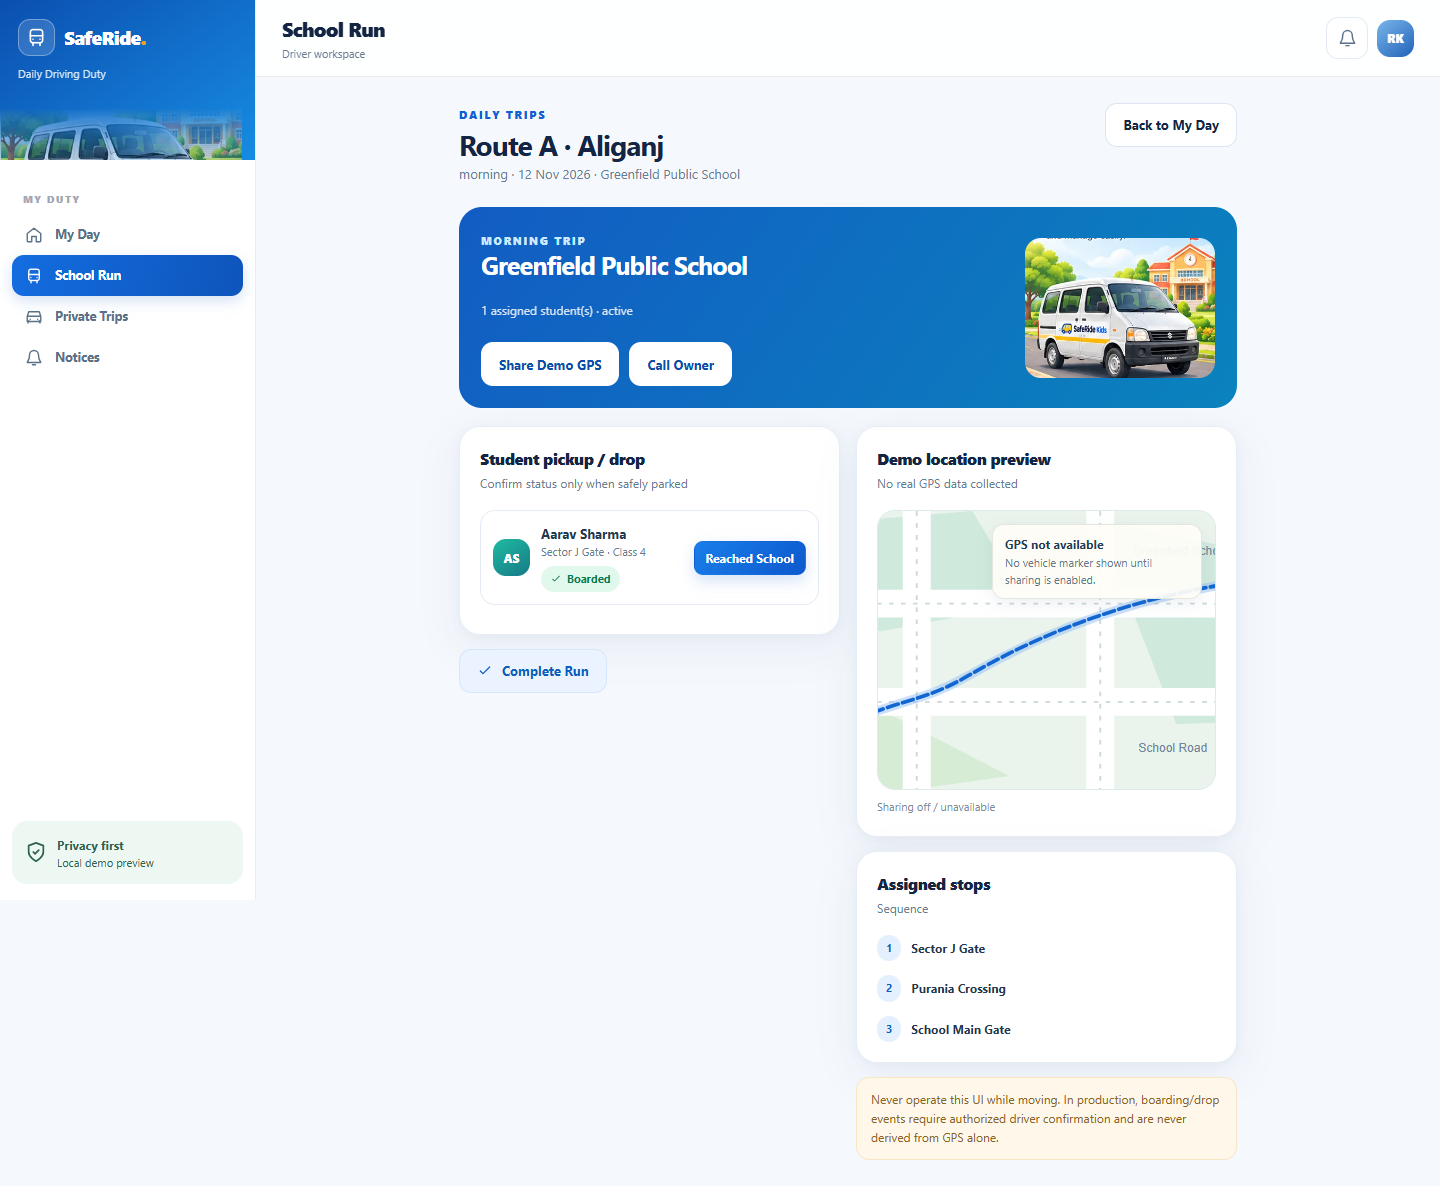 SafeRide.
Daily Driving Duty
MY DUTY
My Day
School Run
Private Trips
Notices
Privacy first
Local demo preview
School Run
Driver workspace
RK
DAILY TRIPS
Route A · Aliganj
morning · 12 Nov 2026 · Greenfield Public School
Back to My Day
MORNING TRIP
Greenfield Public School
1 assigned student(s) · active
Share Demo GPS
Call Owner
SCHOOL
SafeRide Kids
Student pickup / drop
Confirm status only when safely parked
AS
Aarav Sharma
Sector J Gate · Class 4
Boarded
Reached School
Complete Run
Demo location preview
No real GPS data collected
GPS not available
No vehicle marker shown until
sharing is enabled.
School Road
Sharing off / unavailable
Assigned stops
Sequence
1 Sector J Gate
2 Purania Crossing
3 School Main Gate
Never operate this UI while moving. In production, boarding/drop
events require authorized driver confirmation and are never
derived from GPS alone.